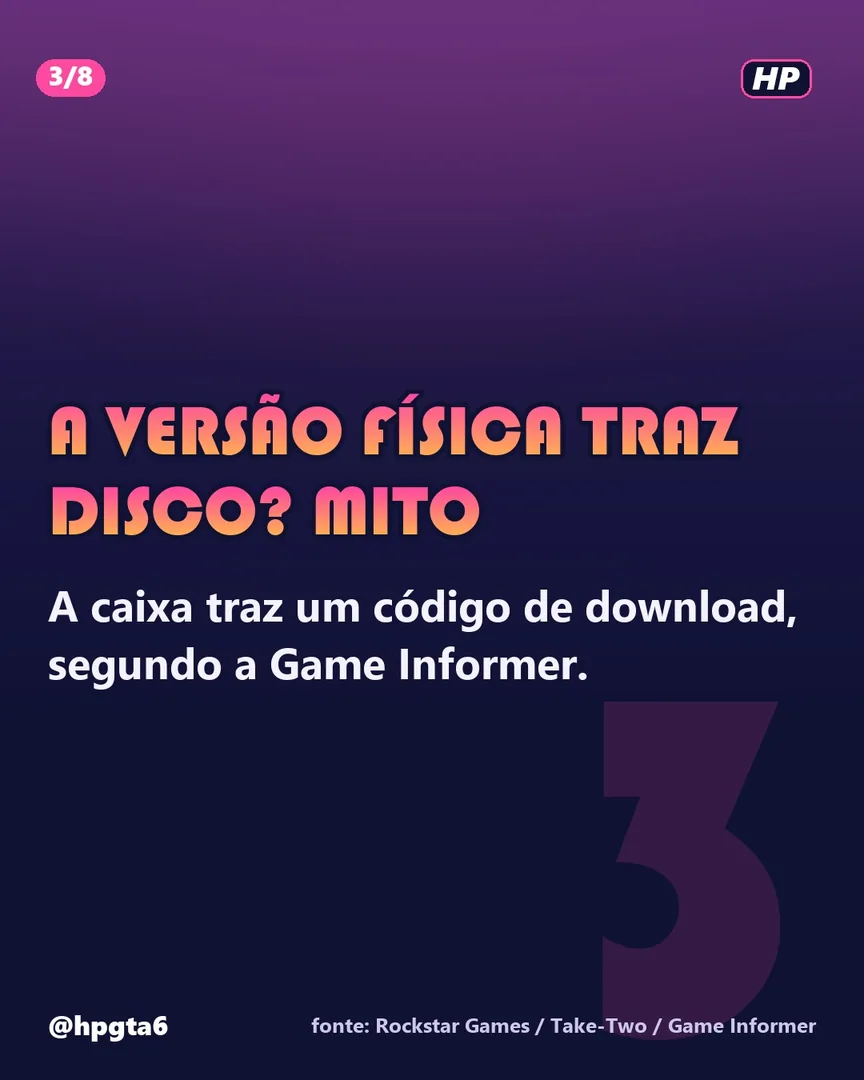 3/8
HP
A VERSÃO FÍSICA TRAZ
DISCO? MITO
A caixa traz um código de download,
segundo a Game Informer.
3
@hpgta6
fonte: Rockstar Games / Take-Two / Game Informer